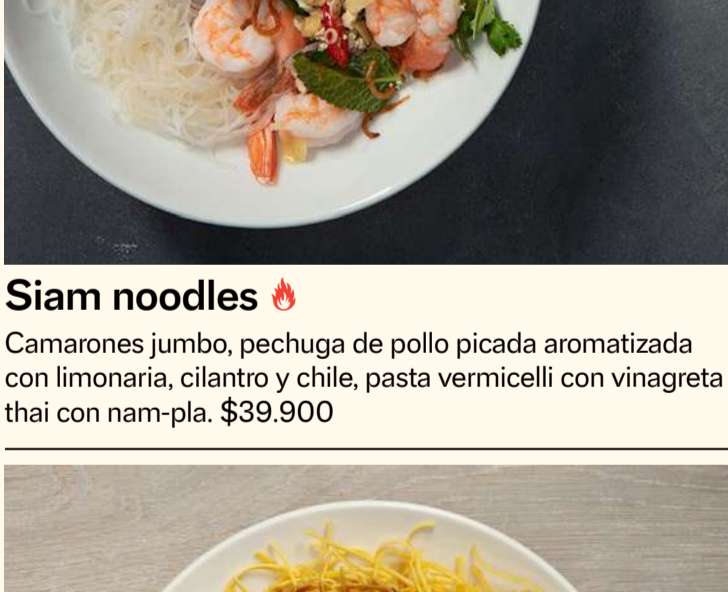 Siam noodles
Camarones jumbo, pechuga de pollo picada aromatizada
con limonaria, cilantro y chile, pasta vermicelli con vinagreta
thai con nam-pla. $39.900